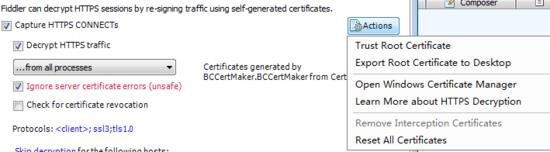 Composer
Fiddler can decrypt HTTPS sessions by re-signing traffic using self-generated certificates.
Capture HTTPS CONNECTs
Actions
Decrypt HTTPS traffic
...from all processes
Certificates generated by
BCCertMaker.BCCertMaker from Cert
Ignore server certificate errors (unsafe)
Check for certificate revocation
Protocols: <client>; ssl3;tls1.0
Skip decryption for the following hosts:
Trust Root Certificate
Export Root Certificate to Desktop
Open Windows Certificate Manager
Learn More about HTTPS Decryption
Remove Interception Certificates
Reset All Certificates